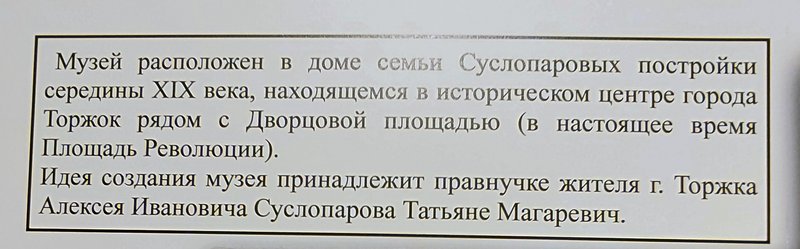 Музей расположен в доме семьи Суслопаровых постройки
середины XIX века, находящемся в историческом центре города
Торжок рядом с Дворцовой площадью (в настоящее время
Площадь Революции).
Идея создания музея принадлежит правнучке жителя г. Торжка
Алексея Ивановича Суслопарова Татьяне Магаревич.